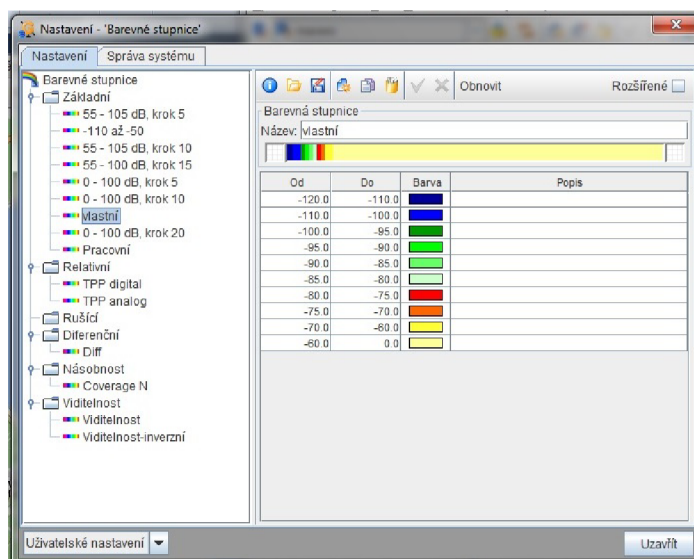 Nastavení - 'Barevné stupnice'
Nastavení
Správa systému
Barevné stupnice
Základní
55 - 105 dB, krok 5
-110 až -50
55 - 105 dB, krok 10
55 - 100 dB, krok 15
0 - 100 dB, krok 5
0 - 100 dB, krok 10
vlastní
0 - 100 dB, krok 20
Pracovní
Relativní
TPP digital
TPP analog
Rušící
Diferenční
Diff
Násobnost
Coverage N
Viditelnost
Viditelnost
Viditelnost-inverzní
Obnovit
Rozšířené
Barevná stupnice
Název: vlastní
Od Do Barva Popis
-120.0 -110.0
-110.0 -100.0
-100.0 -95.0
-95.0 -90.0
-90.0 -85.0
-85.0 -80.0
-80.0 -75.0
-75.0 -70.0
-70.0 -60.0
-60.0 0.0
Uživatelské nastavení
Uzavřít